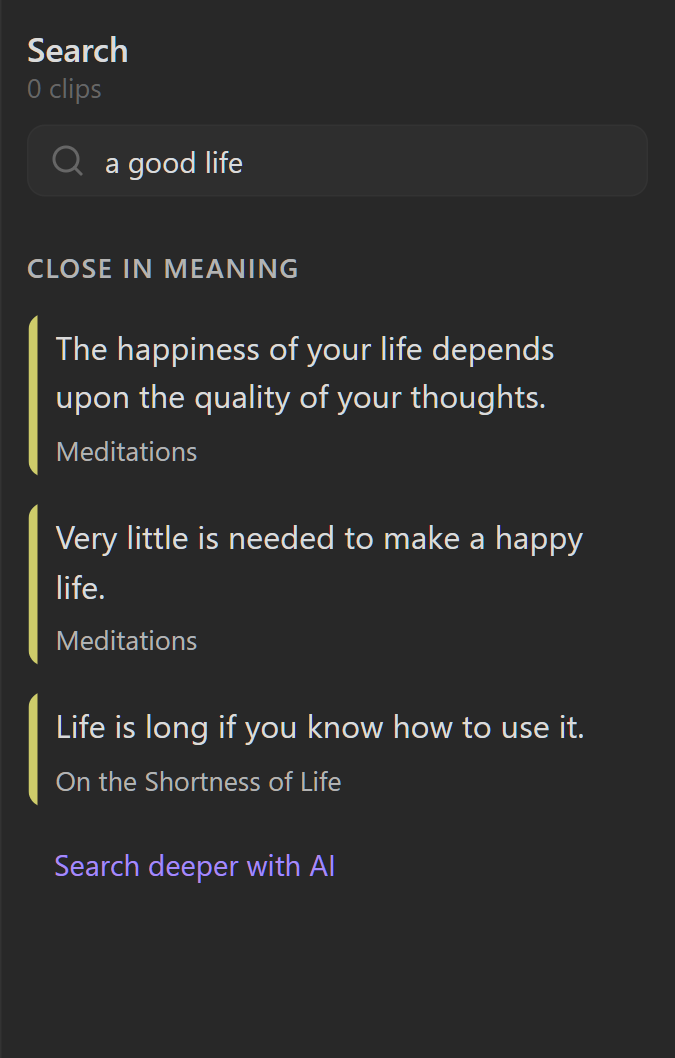 Search
0 clips
a good life
CLOSE IN MEANING
The happiness of your life depends
upon the quality of your thoughts.
Meditations
Very little is needed to make a happy
life.
Meditations
Life is long if you know how to use it.
On the Shortness of Life
Search deeper with AI